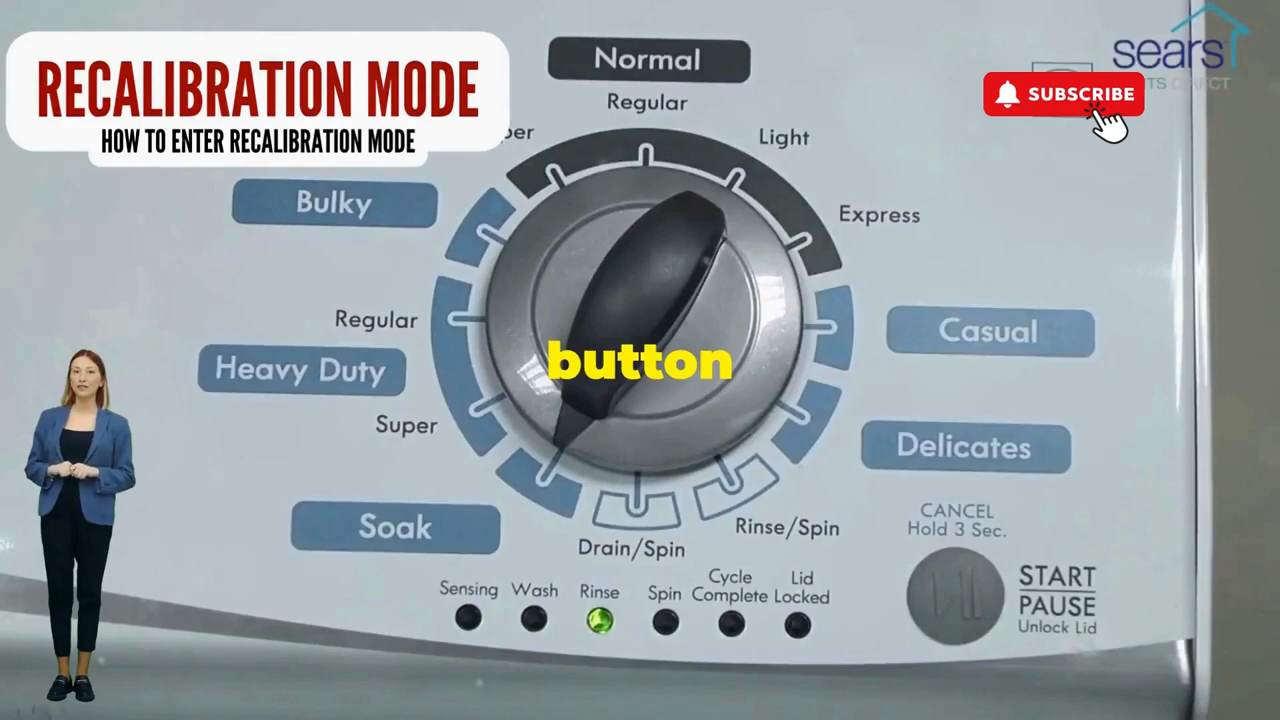 sears
RECALIBRATION MODE
HOW TO ENTER RECALIBRATION MODE
SUBSCRIBE
DIRECT
Normal
Regular
Light
Express
Bulky
Regular
Heavy Duty
Super
Casual
Delicates
button
Soak
Drain/Spin
Rinse/Spin
CANCEL
Hold 3 Sec.
START
PAUSE
Unlock Lid
Sensing
Wash
Rinse
Spin
Cycle
Complete
Lid
Locked